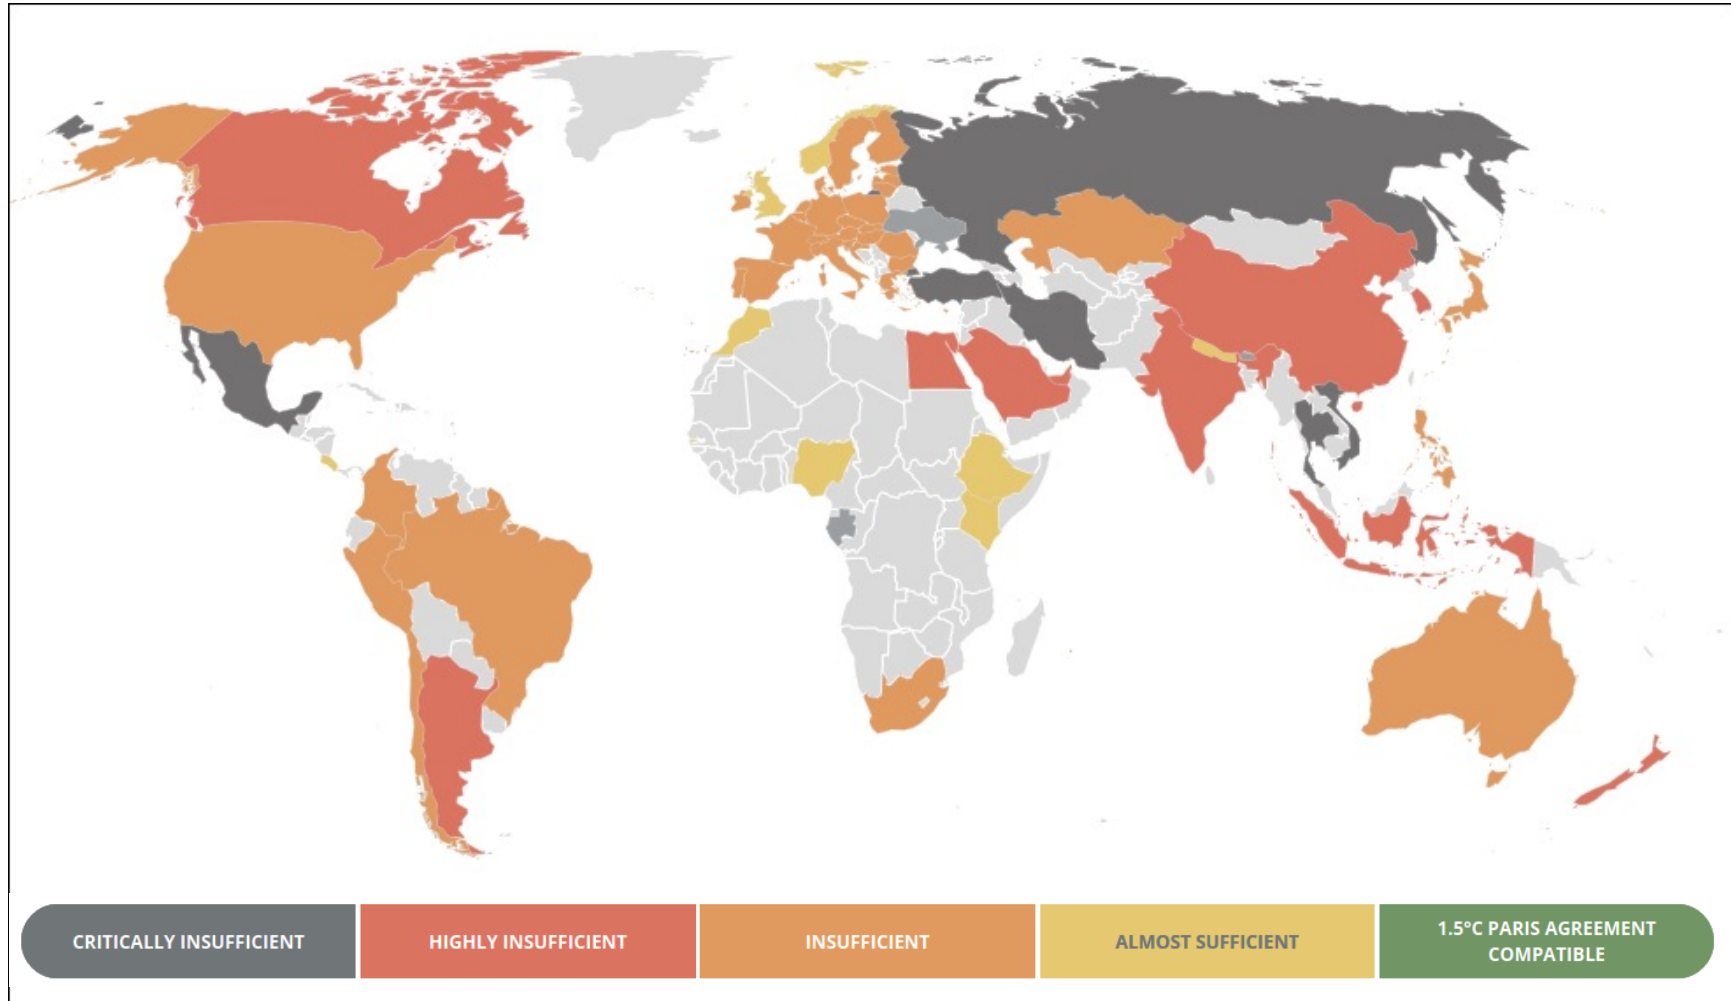 CRITICALLY INSUFFICIENT
HIGHLY INSUFFICIENT
INSUFFICIENT
ALMOST SUFFICIENT
1.5°C PARIS AGREEMENT
COMPATIBLE